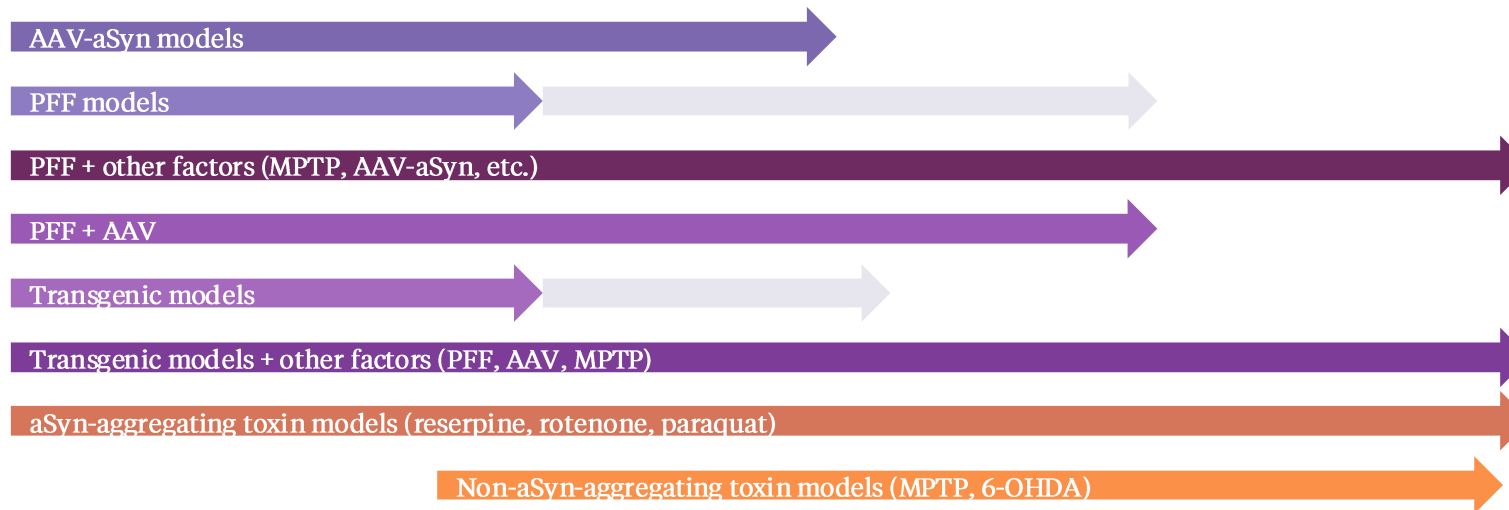 AAV-aSyn models
PFF models
PFF + other factors (MPTP, AAV-aSyn, etc.)
PFF + AAV
Transgenic models
Transgenic models + other factors (PFF, AAV, MPTP)
aSyn-aggregating toxin models (reserpine, rotenone, paraquat)
Non-aSyn-aggregating toxin models (MPTP, 6-OHDA)